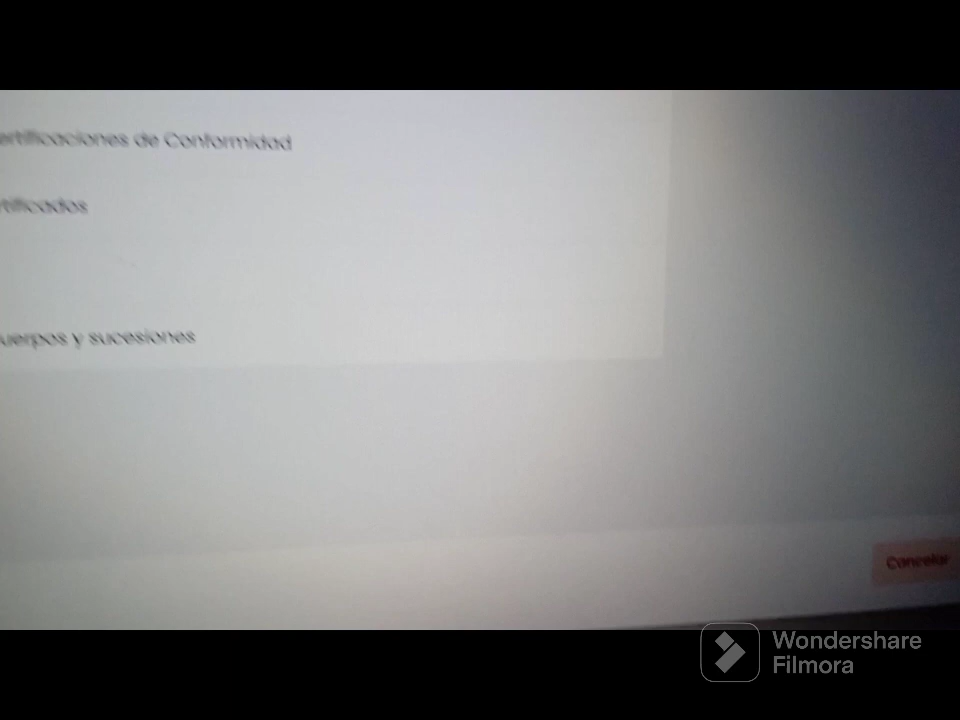 ertificaciones de Conformidad
rtificados
uerpos y sucesiones
Cancelar
Wondershare
Filmora